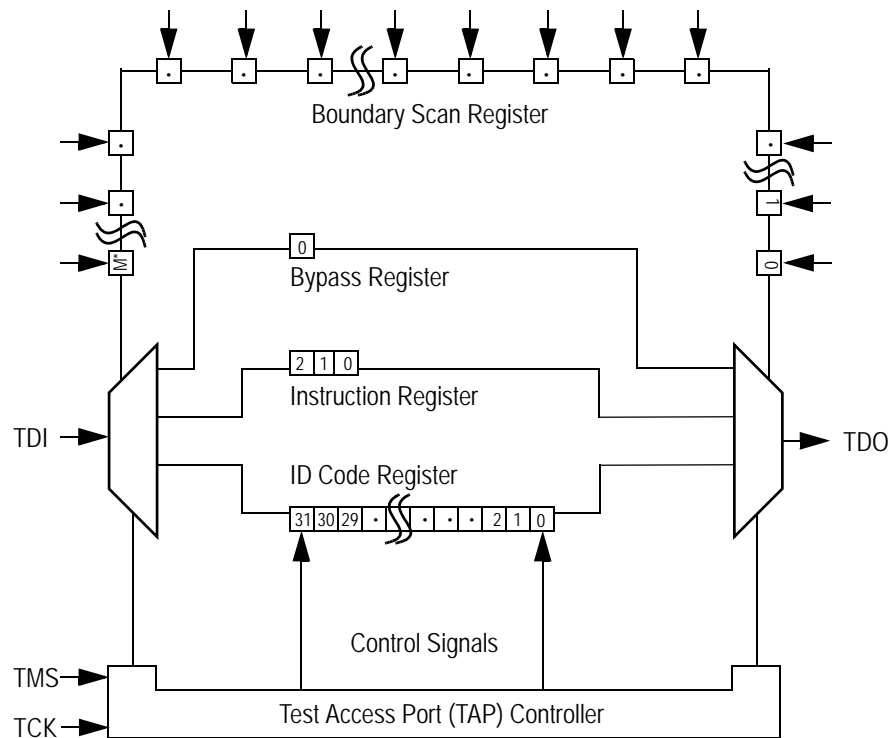 Boundary Scan Register
1
M*
0
0
Bypass Register
2 1 0
Instruction Register
TDI
TDO
ID Code Register
31 30 29 . . . . 2 1 0
Control Signals
TMS
TCK
Test Access Port (TAP) Controller